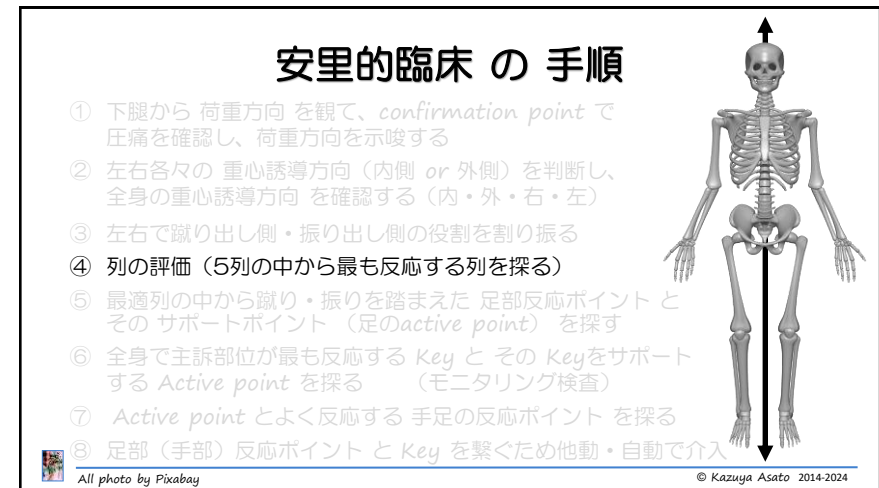 安里的臨床 の 手順
① 下腿から 荷重方向 を観て、confirmation point で
圧痛を確認し、荷重方向を示唆する
② 左右各々の 重心誘導方向（内側 or 外側）を判断し、
全身の重心誘導方向 を確認する（内・外・右・左）
③ 左右で蹴り出し側・振り出し側の役割を割り振る
④ 列の評価（5列の中から最も反応する列を探る）
⑤ 最適列の中から蹴り・振りを踏まえた 足部反応ポイント と
その サポートポイント （足のactive point） を探す
⑥ 全身で主訴部位が最も反応する Key と その Keyをサポート
する Active point を探る （モニタリング検査）
⑦ Active point とよく反応する 手足の反応ポイント を探る
⑧ 足部（手部）反応ポイント と Key を繋ぐため他動・自動で介入
All photo by Pixabay
© Kazuya Asato 2014-2024